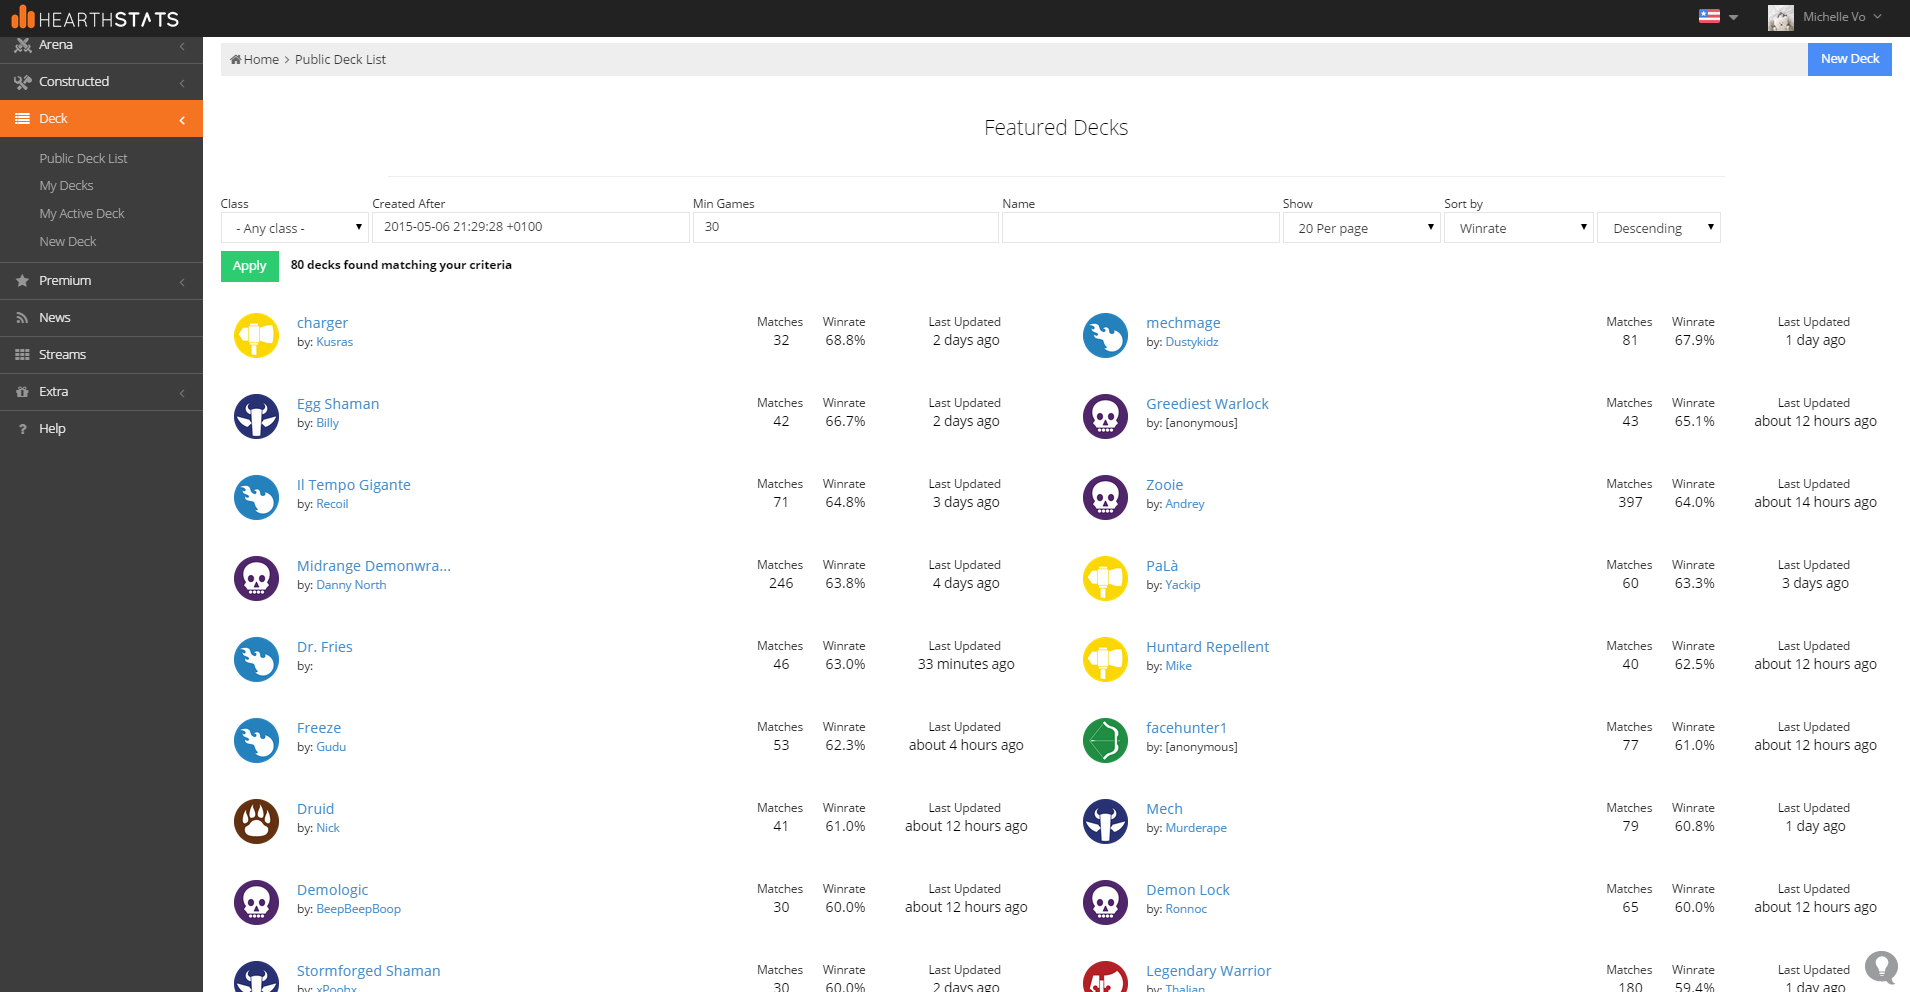 HEARTHSTATS
Michelle Vo
Arena
Constructed
Deck
Public Deck List
My Decks
My Active Deck
New Deck
Premium
News
Streams
Extra
? Help
Home > Public Deck List
New Deck
Featured Decks
Class Created After Min Games Name Show Sort by
- Any class - 2015-05-06 21:29:28 +0100 30 20 Per page Winrate Descending
Apply 80 decks found matching your criteria
charger Matches Winrate Last Updated
by: Kusras 32 68.8% 2 days ago
mechmage Matches Winrate Last Updated
by: Dustykidz 81 67.9% 1 day ago
Egg Shaman Matches Winrate Last Updated
by: Billy 42 66.7% 2 days ago
Greediest Warlock Matches Winrate Last Updated
by: [anonymous] 43 65.1% about 12 hours ago
Il Tempo Gigante Matches Winrate Last Updated
by: Recoil 71 64.8% 3 days ago
Zooie Matches Winrate Last Updated
by: Andrey 397 64.0% about 14 hours ago
Midrange Demonwra... Matches Winrate Last Updated
by: Danny North 246 63.8% 4 days ago
PaLà Matches Winrate Last Updated
by: Yackip 60 63.3% 3 days ago
Dr. Fries Matches Winrate Last Updated
by: 46 63.0% 33 minutes ago
Huntard Repellent Matches Winrate Last Updated
by: Mike 40 62.5% about 12 hours ago
Freeze Matches Winrate Last Updated
by: Gudu 53 62.3% about 4 hours ago
facehunter1 Matches Winrate Last Updated
by: [anonymous] 77 61.0% about 12 hours ago
Druid Matches Winrate Last Updated
by: Nick 41 61.0% about 12 hours ago
Mech Matches Winrate Last Updated
by: Murderape 79 60.8% 1 day ago
Demologic Matches Winrate Last Updated
by: BeepBeepBoop 30 60.0% about 12 hours ago
Demon Lock Matches Winrate Last Updated
by: Ronnoc 65 60.0% about 12 hours ago
Stormforged Shaman Matches Winrate Last Updated
by: xPoohx 30 60.0% 2 days ago
Legendary Warrior Matches Winrate Last Updated
by: Thalian 180 59.4% 1 day ago